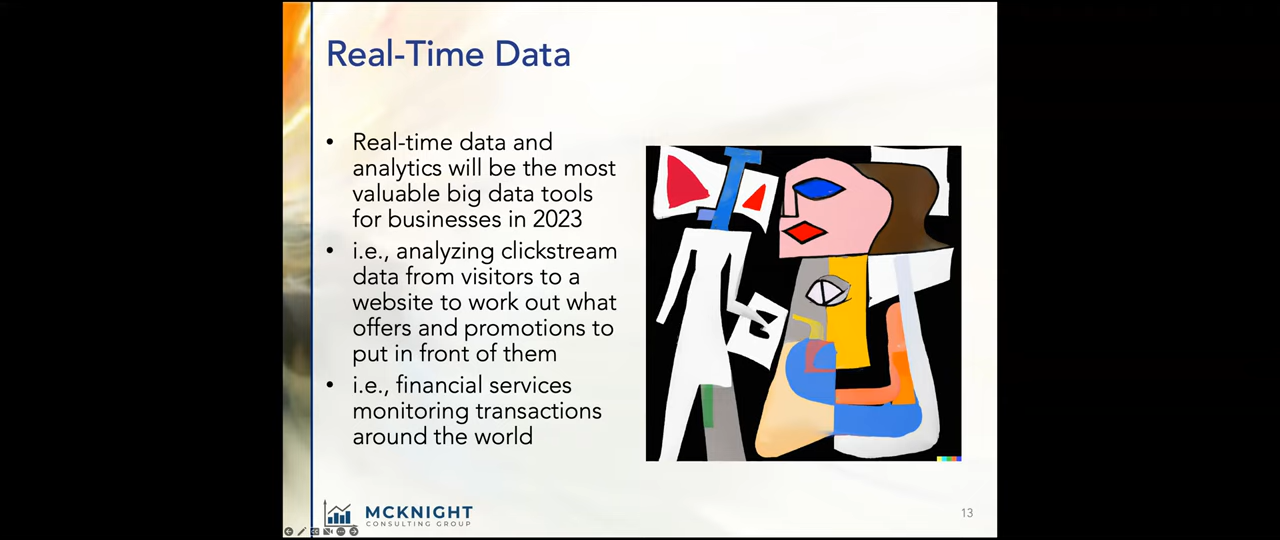 Real-Time Data
• Real-time data and
analytics will be the most
valuable big data tools
for businesses in 2023
• i.e., analyzing clickstream
data from visitors to a
website to work out what
offers and promotions to
put in front of them
• i.e., financial services
monitoring transactions
around the world
MCKNIGHT
CONSULTING GROUP
13